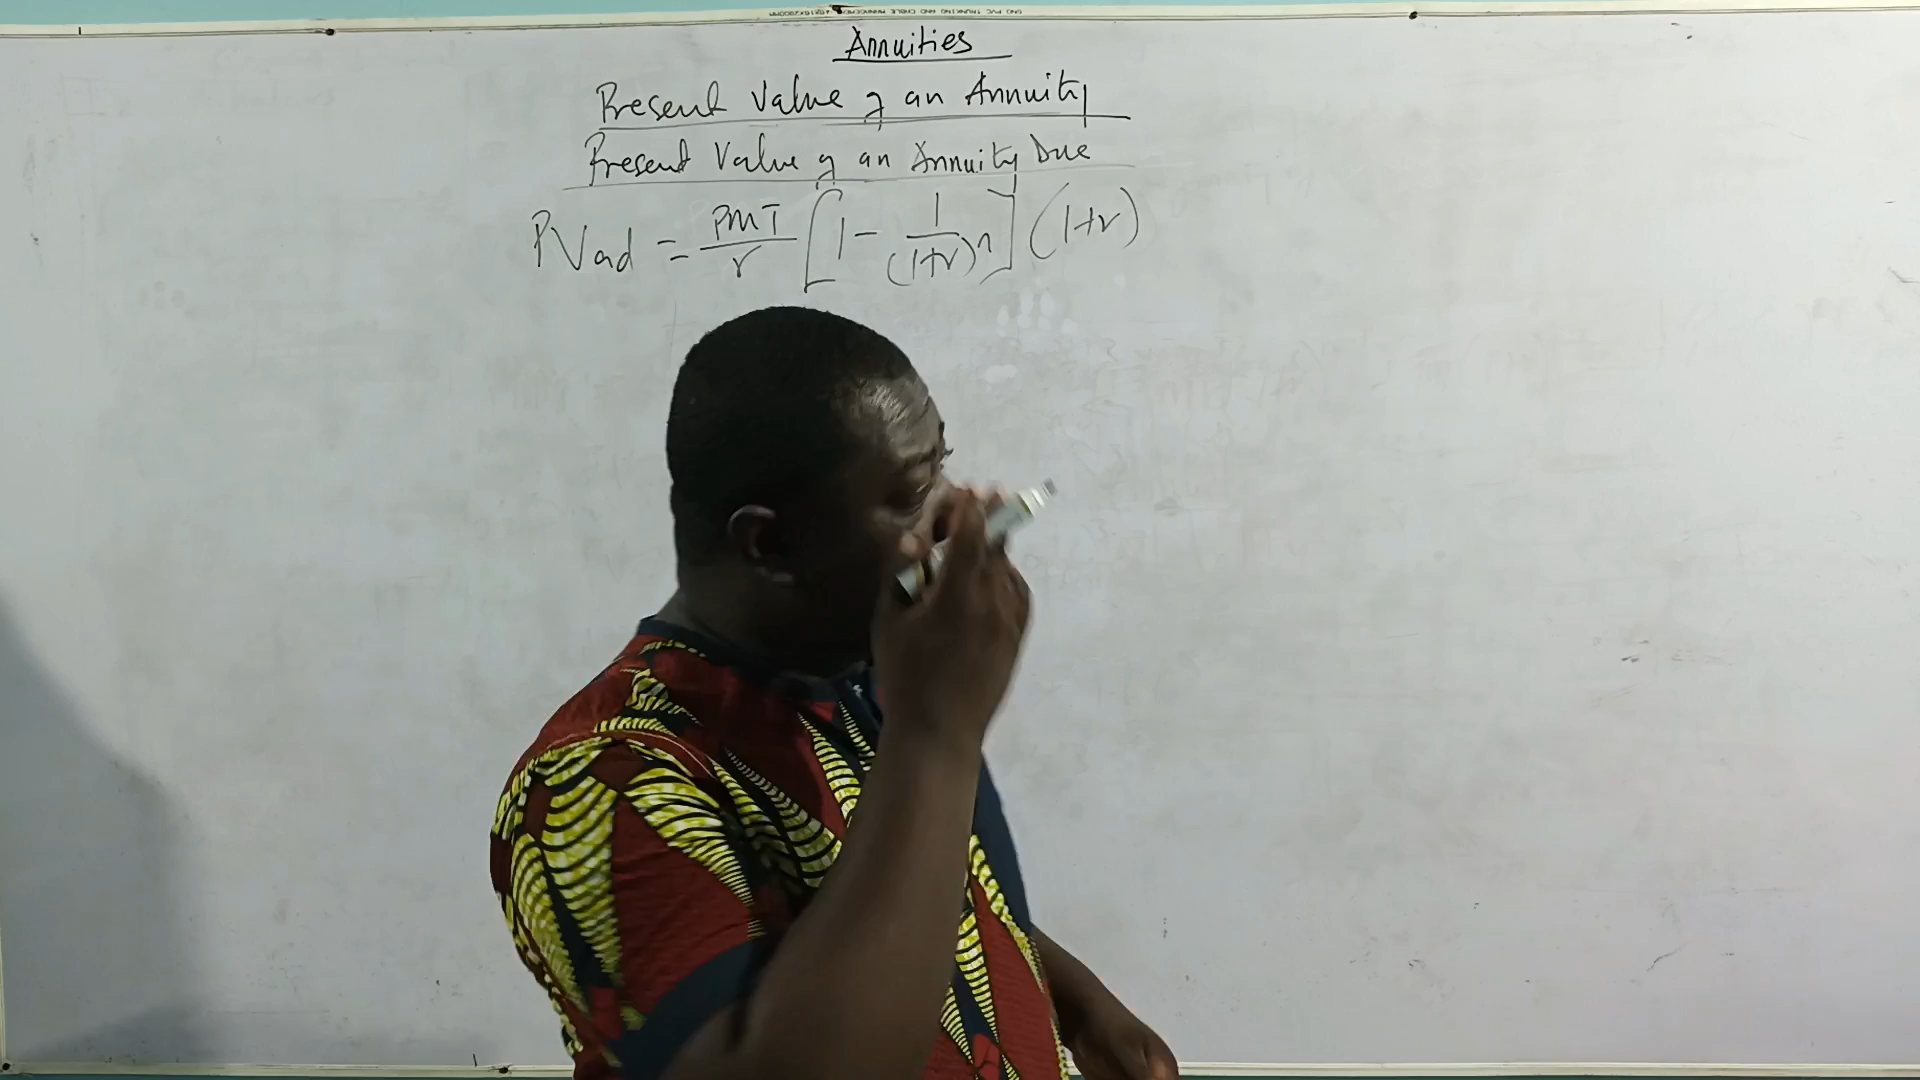 Annuities
Present Value of an Annuity
Present Value of an Annuity Due
PVad = PMT/r [1 - 1/(1+r)^n] (1+r)